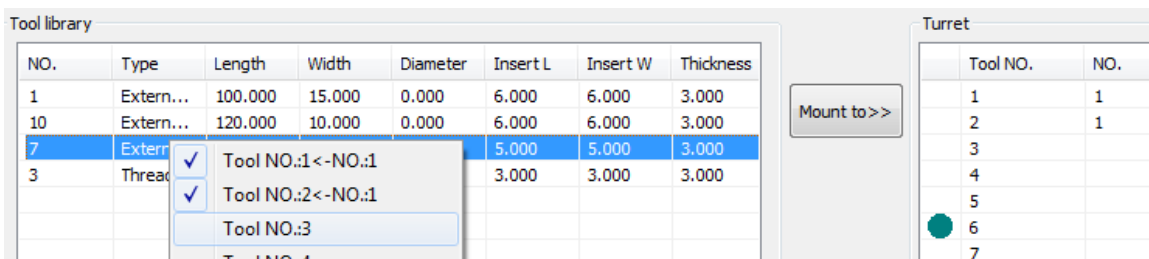 Tool library
Turret
NO. Type Length Width Diameter Insert L Insert W Thickness
Tool NO. NO.
1 Extern... 100.000 15.000 0.000 6.000 6.000 3.000
1 1
10 Extern... 120.000 10.000 0.000 6.000 6.000 3.000
2 1
Mount to>>
7 Extern 5.000 5.000 3.000
3
3 Thread 3.000 3.000 3.000
4
5
6
7
Tool NO.:1<-NO.:1
Tool NO.:2<-NO.:1
Tool NO.:3